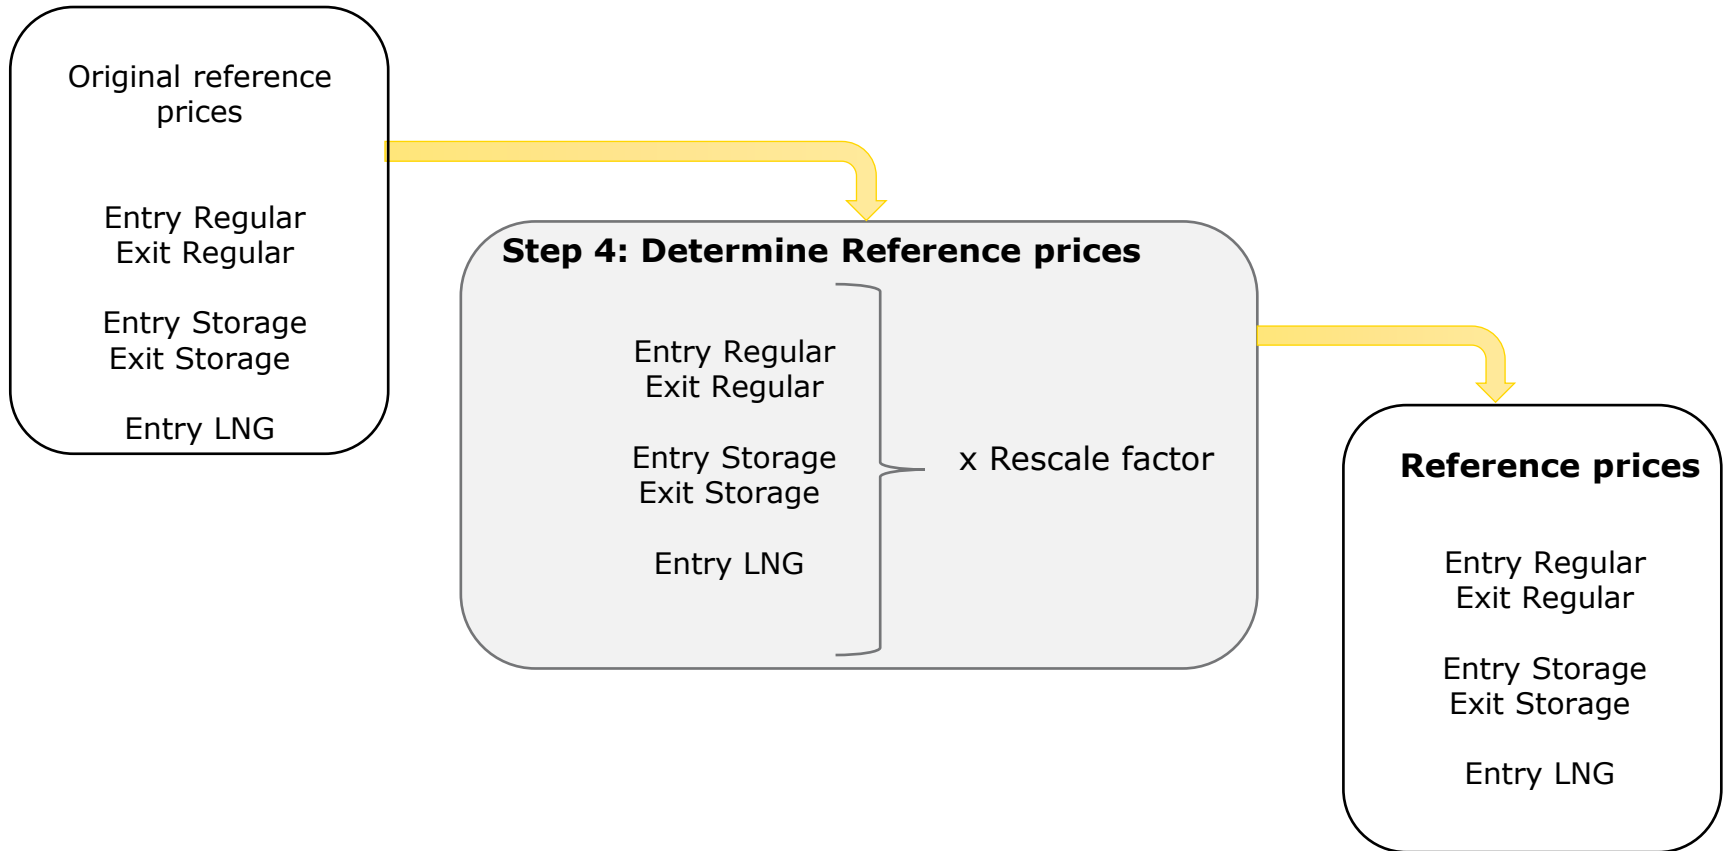 Original reference
prices
Entry Regular
Exit Regular
Entry Storage
Exit Storage
Entry LNG
Step 4: Determine Reference prices
Entry Regular
Exit Regular
Entry Storage
Exit Storage
Entry LNG
x Rescale factor
Reference prices
Entry Regular
Exit Regular
Entry Storage
Exit Storage
Entry LNG